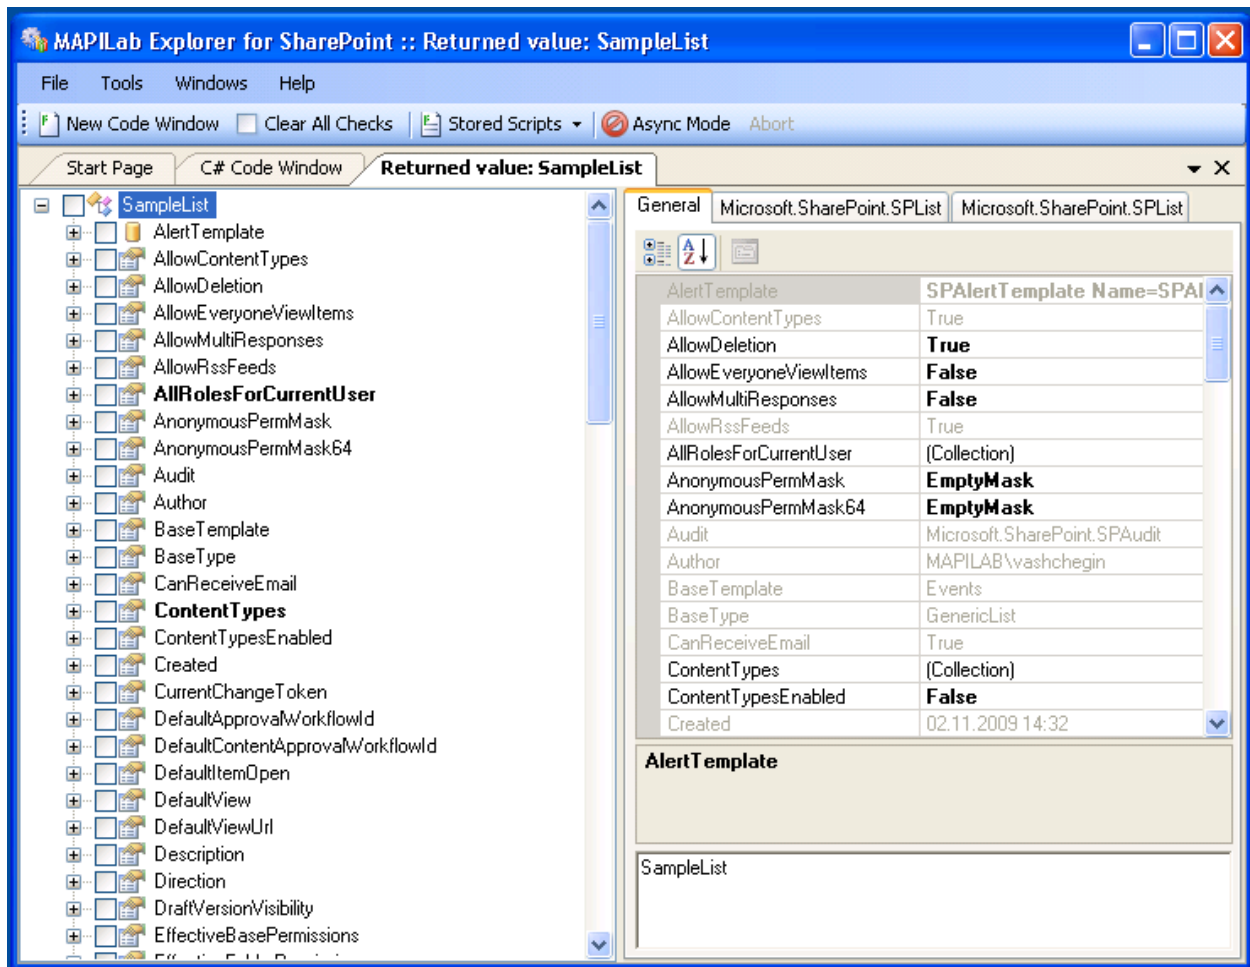 MAPILab Explorer for SharePoint :: Returned value: SampleList
File Tools Windows Help
New Code Window Clear All Checks Stored Scripts Async Mode Abort
Start Page C# Code Window Returned value: SampleList
SampleList
AlertTemplate
AllowContentTypes
AllowDeletion
AllowEveryoneViewItems
AllowMultiResponses
AllowRssFeeds
AllRolesForCurrentUser
AnonymousPermMask
AnonymousPermMask64
Audit
Author
BaseTemplate
BaseType
CanReceiveEmail
ContentTypes
ContentTypesEnabled
Created
CurrentChangeToken
DefaultApprovalWorkflowId
DefaultContentApprovalWorkflowId
DefaultItemOpen
DefaultView
DefaultViewUrl
Description
Direction
DraftVersionVisibility
EffectiveBasePermissions
General Microsoft.SharePoint.SPList Microsoft.SharePoint.SPList
AlertTemplate SPAlertTemplate Name=SPAl
AllowContentTypes True
AllowDeletion True
AllowEveryoneViewItems False
AllowMultiResponses False
AllowRssFeeds True
AllRolesForCurrentUser (Collection)
AnonymousPermMask EmptyMask
AnonymousPermMask64 EmptyMask
Audit Microsoft.SharePoint.SPAudit
Author MAPILAB\vashchegin
BaseTemplate Events
BaseType GenericList
CanReceiveEmail True
ContentTypes (Collection)
ContentTypesEnabled False
Created 02.11.2009 14:32
AlertTemplate
SampleList